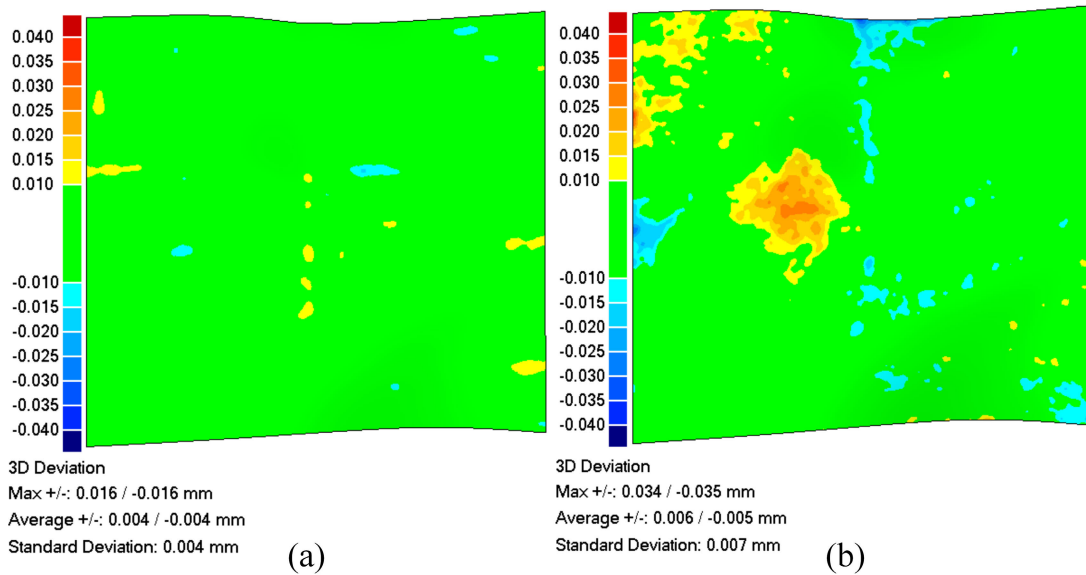 0.040
0.035
0.030
0.025
0.020
0.015
0.010
-0.010
-0.015
-0.020
-0.025
-0.030
-0.035
-0.040
3D Deviation
Max +/-: 0.016 / -0.016 mm
Average +/-: 0.004 / -0.004 mm
Standard Deviation: 0.004 mm
(a)
0.040
0.035
0.030
0.025
0.020
0.015
0.010
-0.010
-0.015
-0.020
-0.025
-0.030
-0.035
-0.040
3D Deviation
Max +/-: 0.034 / -0.035 mm
Average +/-: 0.006 / -0.005 mm
Standard Deviation: 0.007 mm
(b)